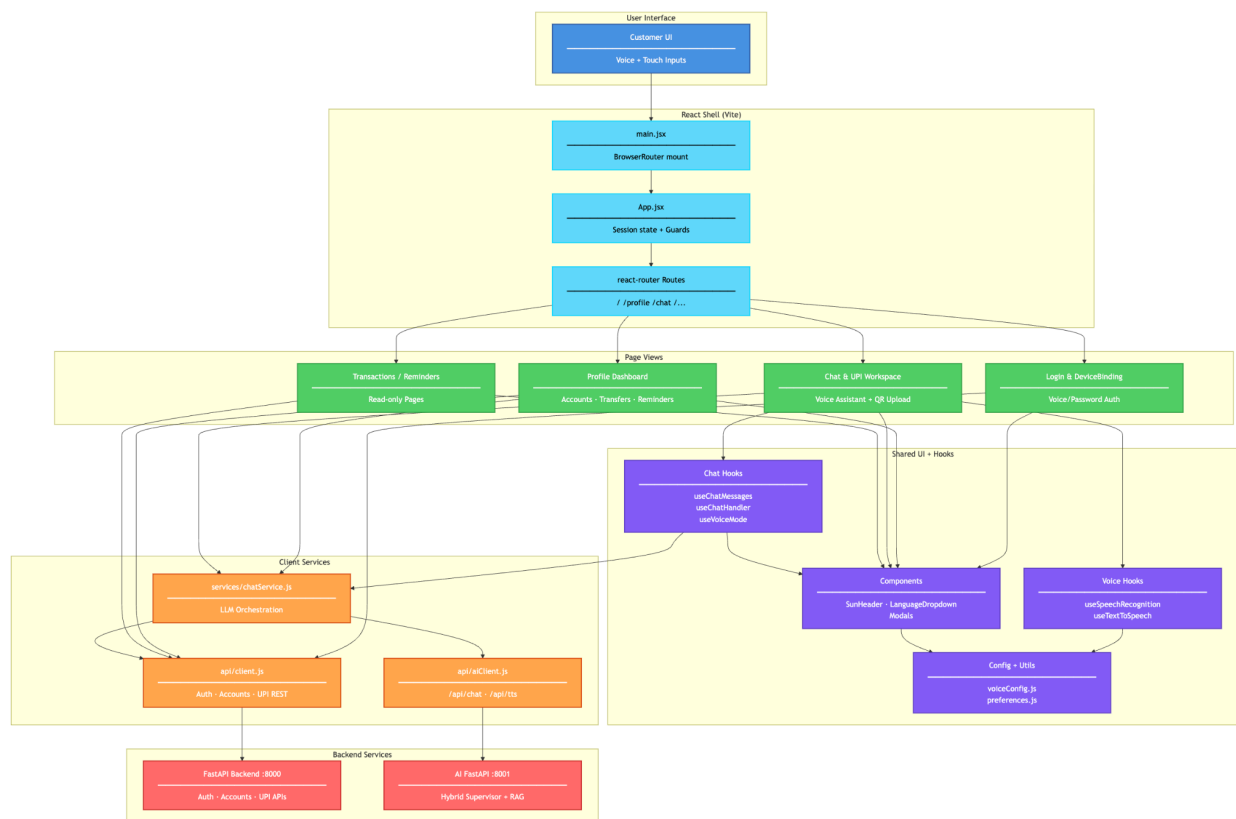 User Interface
Customer UI
Voice + Touch Inputs
React Shell (Vite)
main.jsx
BrowserRouter mount
App.jsx
Session state + Guards
react-router Routes
/ /profile /chat /...
Page Views
Transactions / Reminders
Read-only Pages
Profile Dashboard
Accounts · Transfers · Reminders
Chat & UPI Workspace
Voice Assistant + QR Upload
Login & DeviceBinding
Voice/Password Auth
Shared UI + Hooks
Chat Hooks
useChatMessages
useChatHandler
useVoiceMode
Client Services
services/chatService.js
LLM Orchestration
Components
SunHeader · LanguageDropdown
Modals
Voice Hooks
useSpeechRecognition
useTextToSpeech
api/client.js
Auth · Accounts · UPI REST
api/aiClient.js
/api/chat · /api/tts
Config + Utils
voiceConfig.js
preferences.js
Backend Services
FastAPI Backend :8000
Auth · Accounts · UPI APIs
AI FastAPI :8001
Hybrid Supervisor + RAG